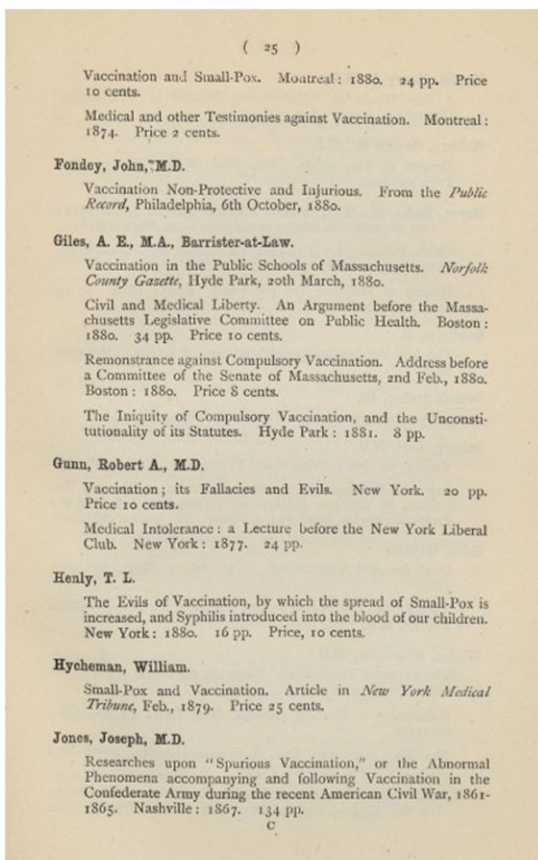 ( 25 )
Vaccination and Small-Pox. Montreal: 1880. 24 pp. Price
10 cents.
Medical and other Testimonies against Vaccination. Montreal:
1874. Price 2 cents.
Fondey, John, M.D.
Vaccination Non-Protective and Injurious. From the Public
Record, Philadelphia, 6th October, 1880.
Giles, A. E., M.A., Barrister-at-Law.
Vaccination in the Public Schools of Massachusetts. Norfolk
County Gazette, Hyde Park, 20th March, 1880.
Civil and Medical Liberty. An Argument before the Massa-
chusetts Legislative Committee on Public Health. Boston:
1880. 34 pp. Price 10 cents.
Remonstrance against Compulsory Vaccination. Address before
a Committee of the Senate of Massachusetts, 2nd Feb., 1880.
Boston: 1880. Price 8 cents.
The Iniquity of Compulsory Vaccination, and the Unconsti-
tutionality of its Statutes. Hyde Park: 1881. 8 pp.
Gunn, Robert A., M.D.
Vaccination; its Fallacies and Evils. New York. 20 pp.
Price 10 cents.
Medical Intolerance: a Lecture before the New York Liberal
Club. New York: 1877. 24 pp.
Henly, T. L.
The Evils of Vaccination, by which the spread of Small-Pox is
increased, and Syphilis introduced into the blood of our children.
New York: 1880. 16 pp. Price, 10 cents.
Hycheman, William.
Small-Pox and Vaccination. Article in New York Medical
Tribune, Feb., 1879. Price 25 cents.
Jones, Joseph, M.D.
Researches upon "Spurious Vaccination," or the Abnormal
Phenomena accompanying and following Vaccination in the
Confederate Army during the recent American Civil War, 1861-
1865. Nashville: 1867. 134 pp.
C